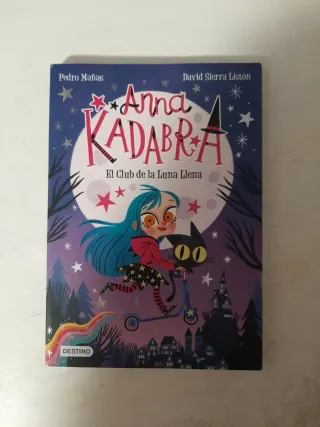 Pedro Mañas
David Sierra Listón
Anna
KADABRA
El Club de la Luna Llena
DESTINO